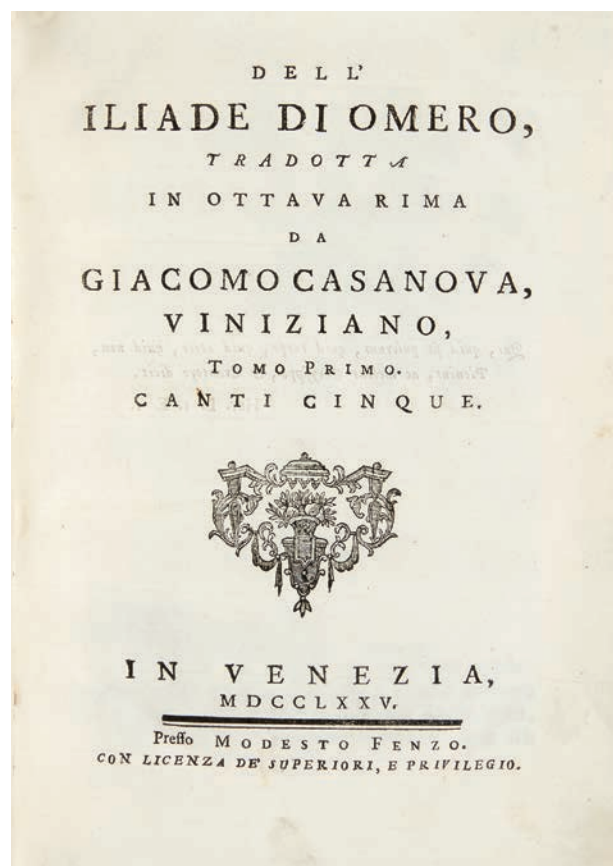 DELL'
ILIADE DI OMERO,
TRADOTTA
IN OTTAVA RIMA
DA
GIACOMO CASANOVA,
VINIZIANO,
TOMO PRIMO.
CANTI CINQUE.
IN VENEZIA,
MDCCLXXV.
Presso MODESTO FENZO.
CON LICENZA DE' SUPERIORI, E PRIVILEGIO.